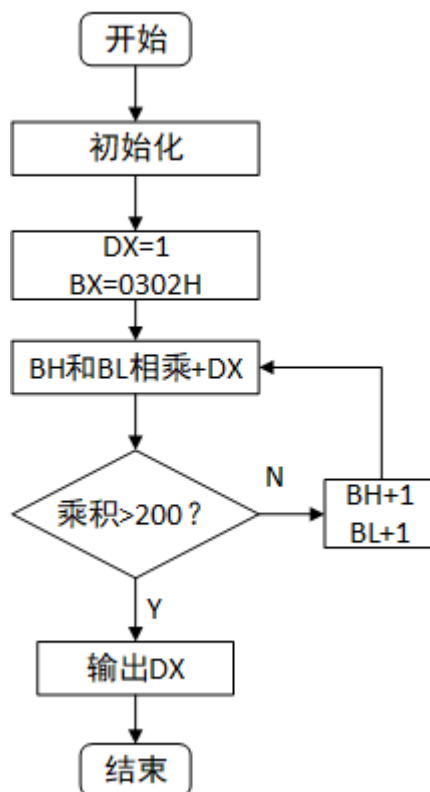 开始
初始化
DX=1
BX=0302H
BH和BL相乘+DX
乘积>200？
N
BH+1
BL+1
Y
输出DX
结束